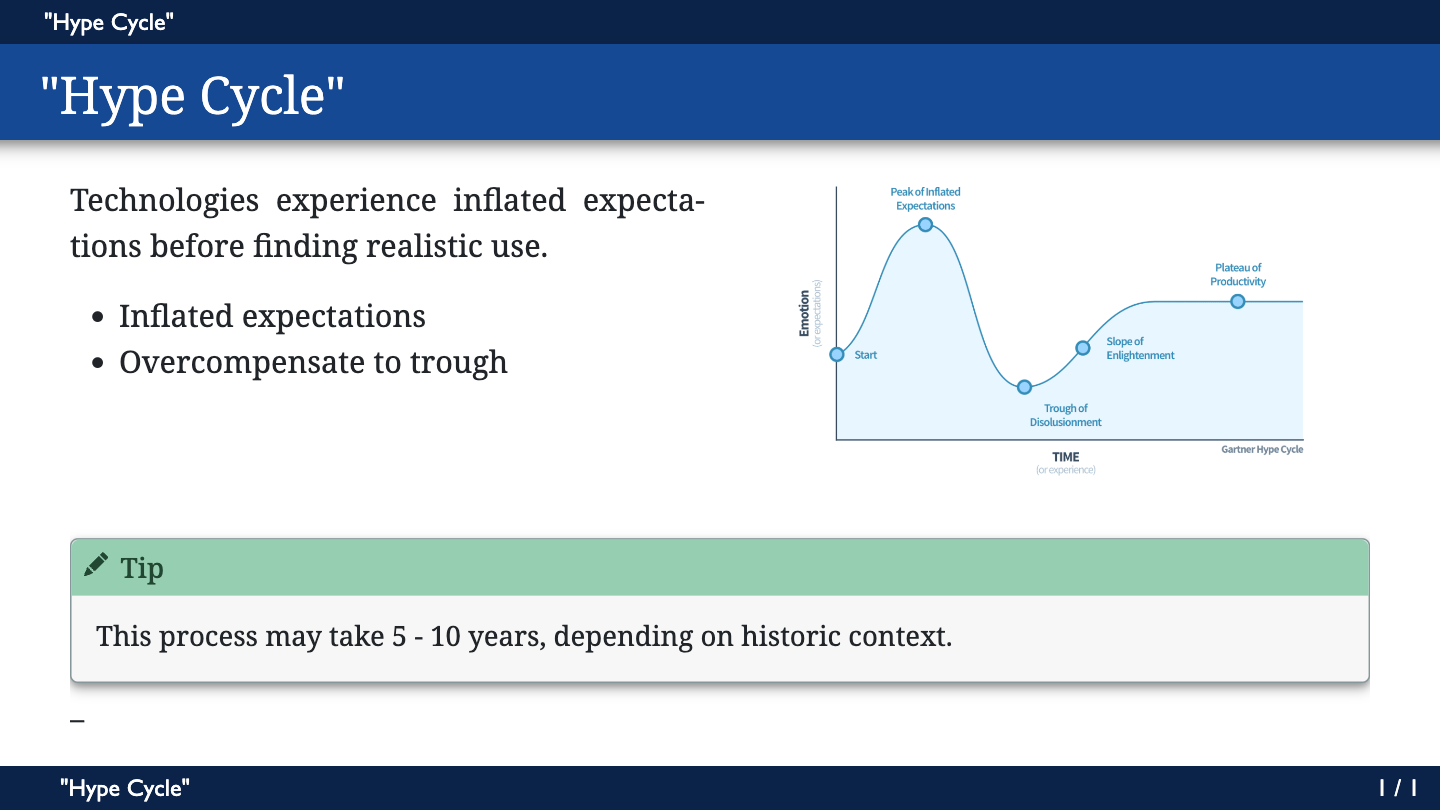 "Hype Cycle"
"Hype Cycle"
Technologies experience inflated expecta-
tions before finding realistic use.
• Inflated expectations
• Overcompensate to trough
Peak of Inflated
Expectations
Plateau of
Productivity
Emotion
(or expectations)
Start
Slope of
Enlightenment
Trough of
Disolusionment
Gartner Hype Cycle
TIME
(or experience)
Tip
This process may take 5 - 10 years, depending on historic context.
–
"Hype Cycle"
1 / 1